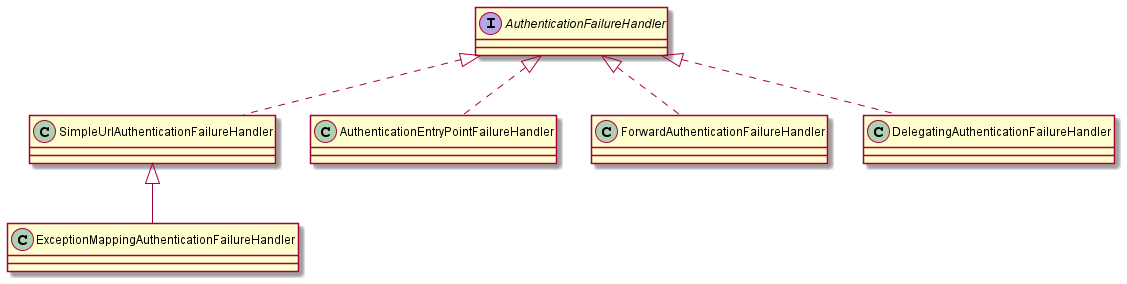 I AuthenticationFailureHandler
C SimpleUrlAuthenticationFailureHandler
C AuthenticationEntryPointFailureHandler
C ForwardAuthenticationFailureHandler
C DelegatingAuthenticationFailureHandler
C ExceptionMappingAuthenticationFailureHandler